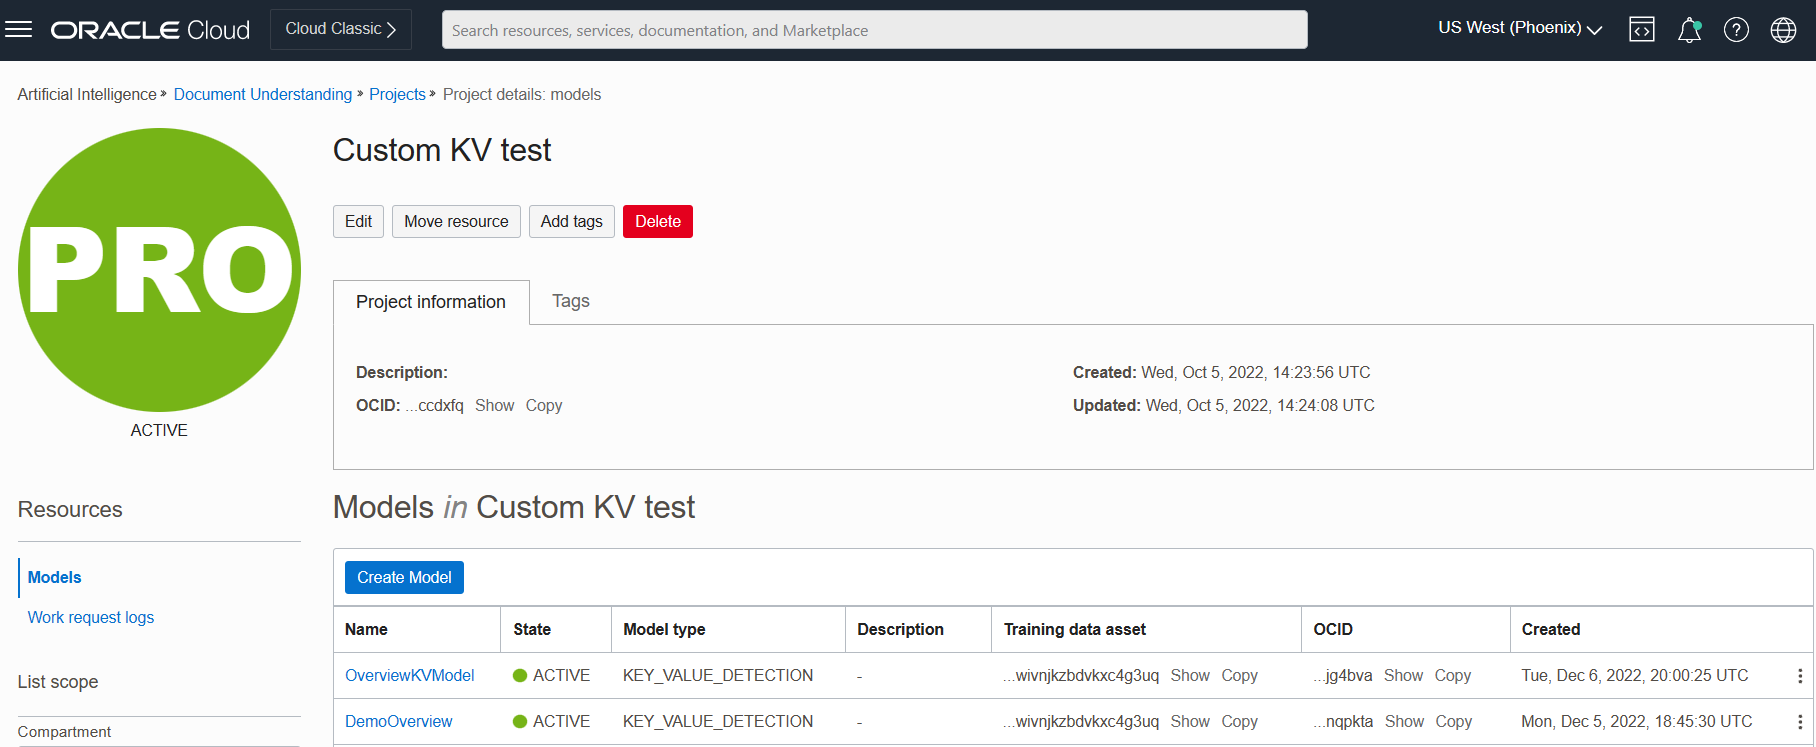 ORACLE Cloud Cloud Classic Search resources, services, documentation, and Marketplace US West (Phoenix)
Artificial Intelligence » Document Understanding » Projects » Project details: models
PRO
ACTIVE
Custom KV test
Edit Move resource Add tags Delete
Project information Tags
Description: Created: Wed, Oct 5, 2022, 14:23:56 UTC
OCID: ...ccdxfq Show Copy Updated: Wed, Oct 5, 2022, 14:24:08 UTC
Resources
Models
Work request logs
List scope
Compartment
Models in Custom KV test
Create Model
Name State Model type Description Training data asset OCID Created
OverviewKVModel ACTIVE KEY_VALUE_DETECTION - ...wivnjkzbdvkxc4g3uq Show Copy ...jg4bva Show Copy Tue, Dec 6, 2022, 20:00:25 UTC
DemoOverview ACTIVE KEY_VALUE_DETECTION - ...wivnjkzbdvkxc4g3uq Show Copy ...nqpkta Show Copy Mon, Dec 5, 2022, 18:45:30 UTC